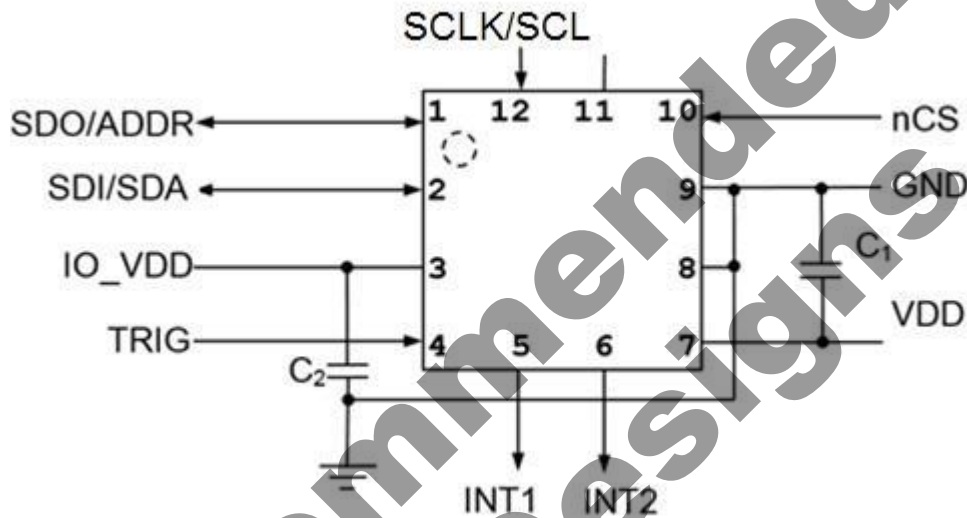 SCLK/SCL
1 12 11 10
SDO/ADDR
nCS
SDI/SDA
2
9
GND
IO_VDD
3
8
C₁
VDD
TRIG
4 5 6 7
C₂
INT1 INT2